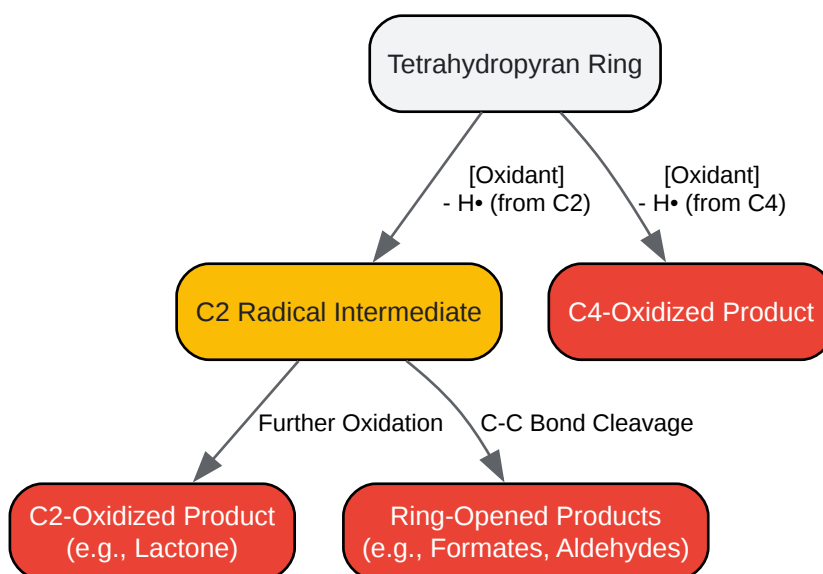 Tetrahydropyran Ring
[Oxidant]
- H• (from C2)
[Oxidant]
- H• (from C4)
C2 Radical Intermediate
C4-Oxidized Product
Further Oxidation
C-C Bond Cleavage
C2-Oxidized Product
(e.g., Lactone)
Ring-Opened Products
(e.g., Formates, Aldehydes)